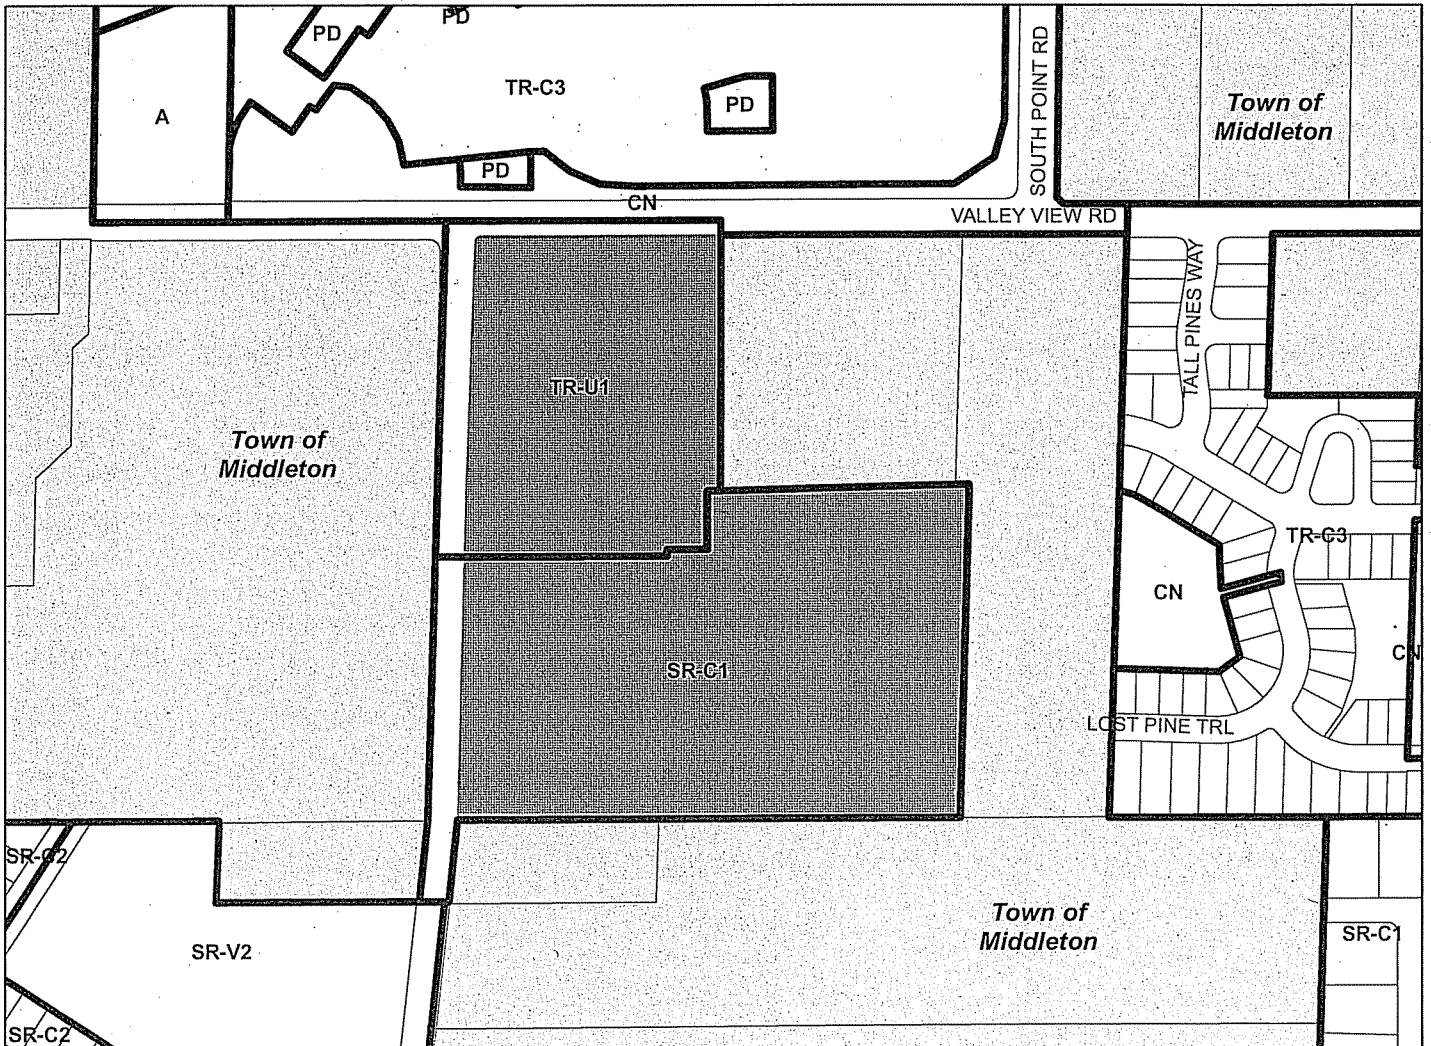 PD
PD
TR-C3
PD
A
SOUTH POINT RD
Town of
Middleton
PD
CN
VALLEY VIEW RD
TALL PINES WAY
TR-U1
Town of
Middleton
TR-C3
CN
CN
SR-C1
LOST PINE TRL
SR-C2
Town of
Middleton
SR-C1
SR-V2
SR-C2